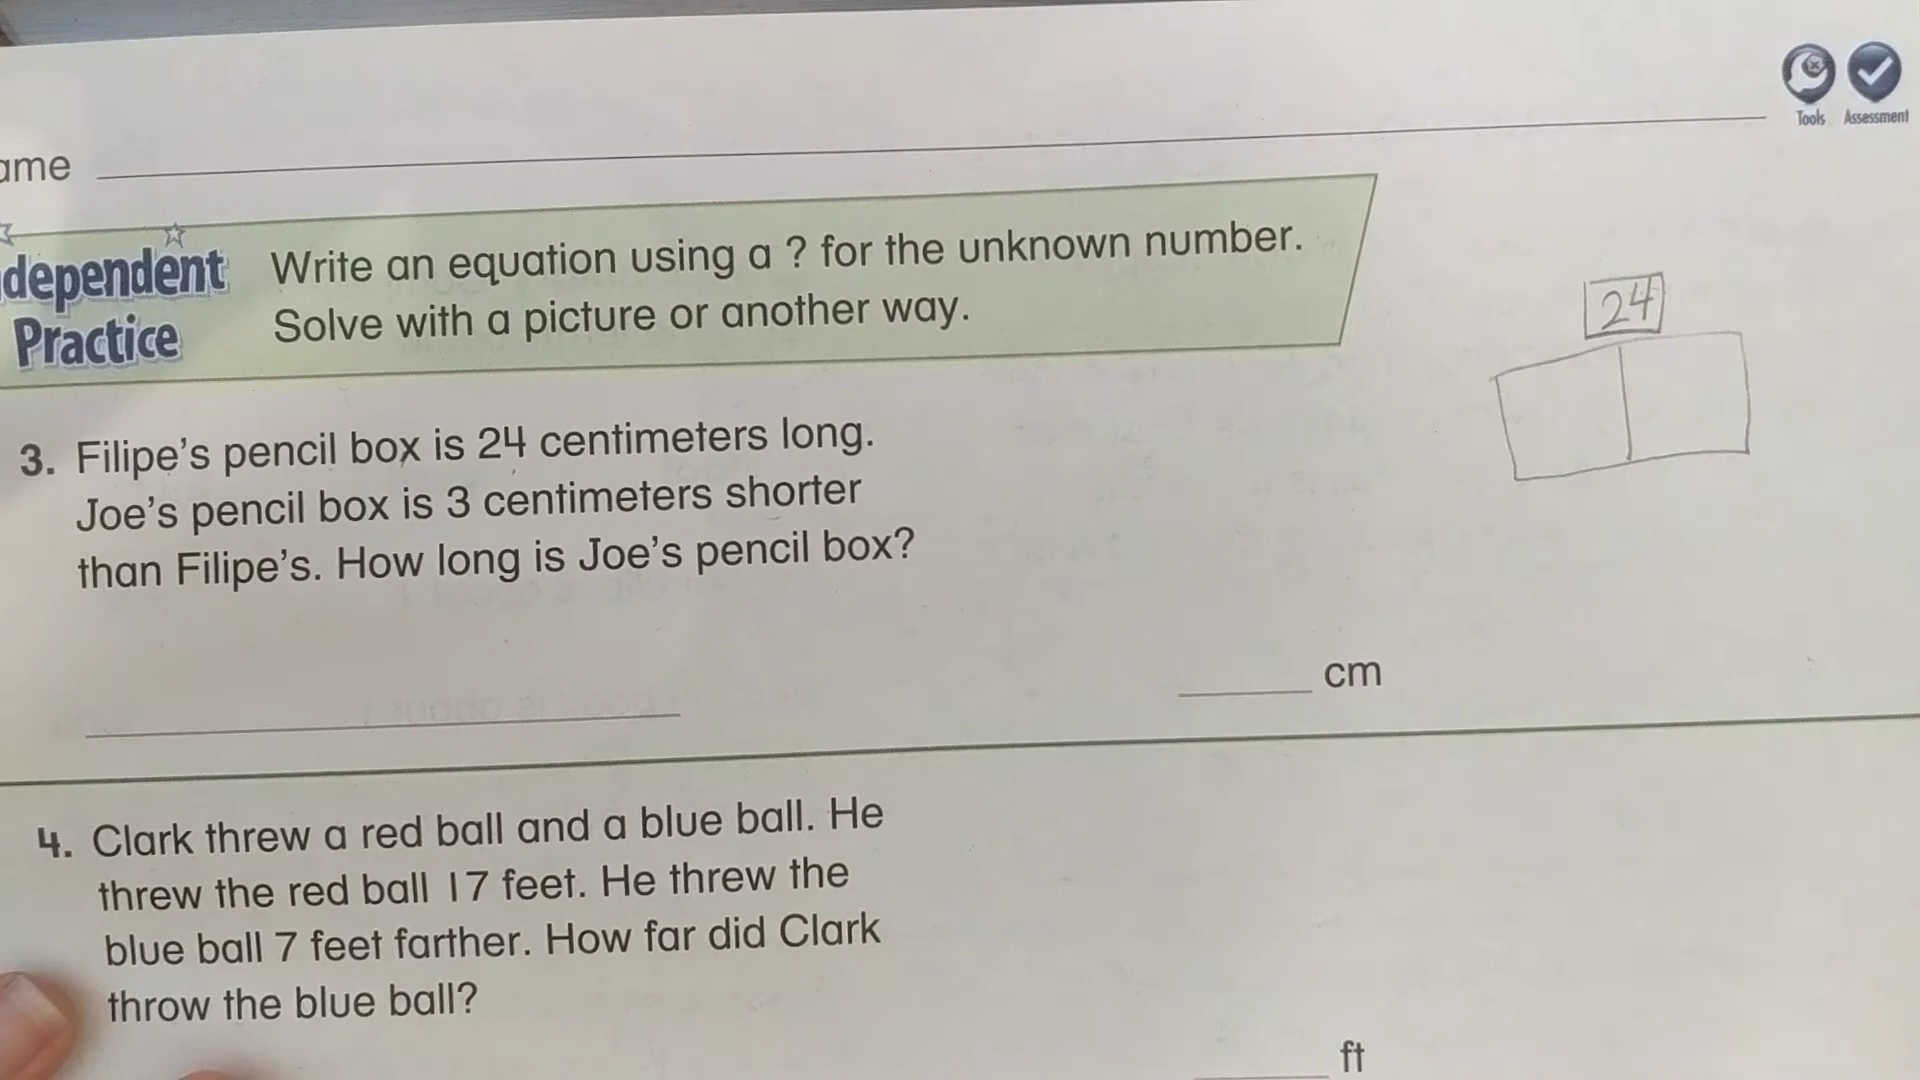 Tools Assessment
ame
dependent
Practice
Write an equation using a ? for the unknown number.
Solve with a picture or another way.
24
3. Filipe's pencil box is 24 centimeters long.
Joe's pencil box is 3 centimeters shorter
than Filipe's. How long is Joe's pencil box?
cm
4. Clark threw a red ball and a blue ball. He
threw the red ball 17 feet. He threw the
blue ball 7 feet farther. How far did Clark
throw the blue ball?
ft